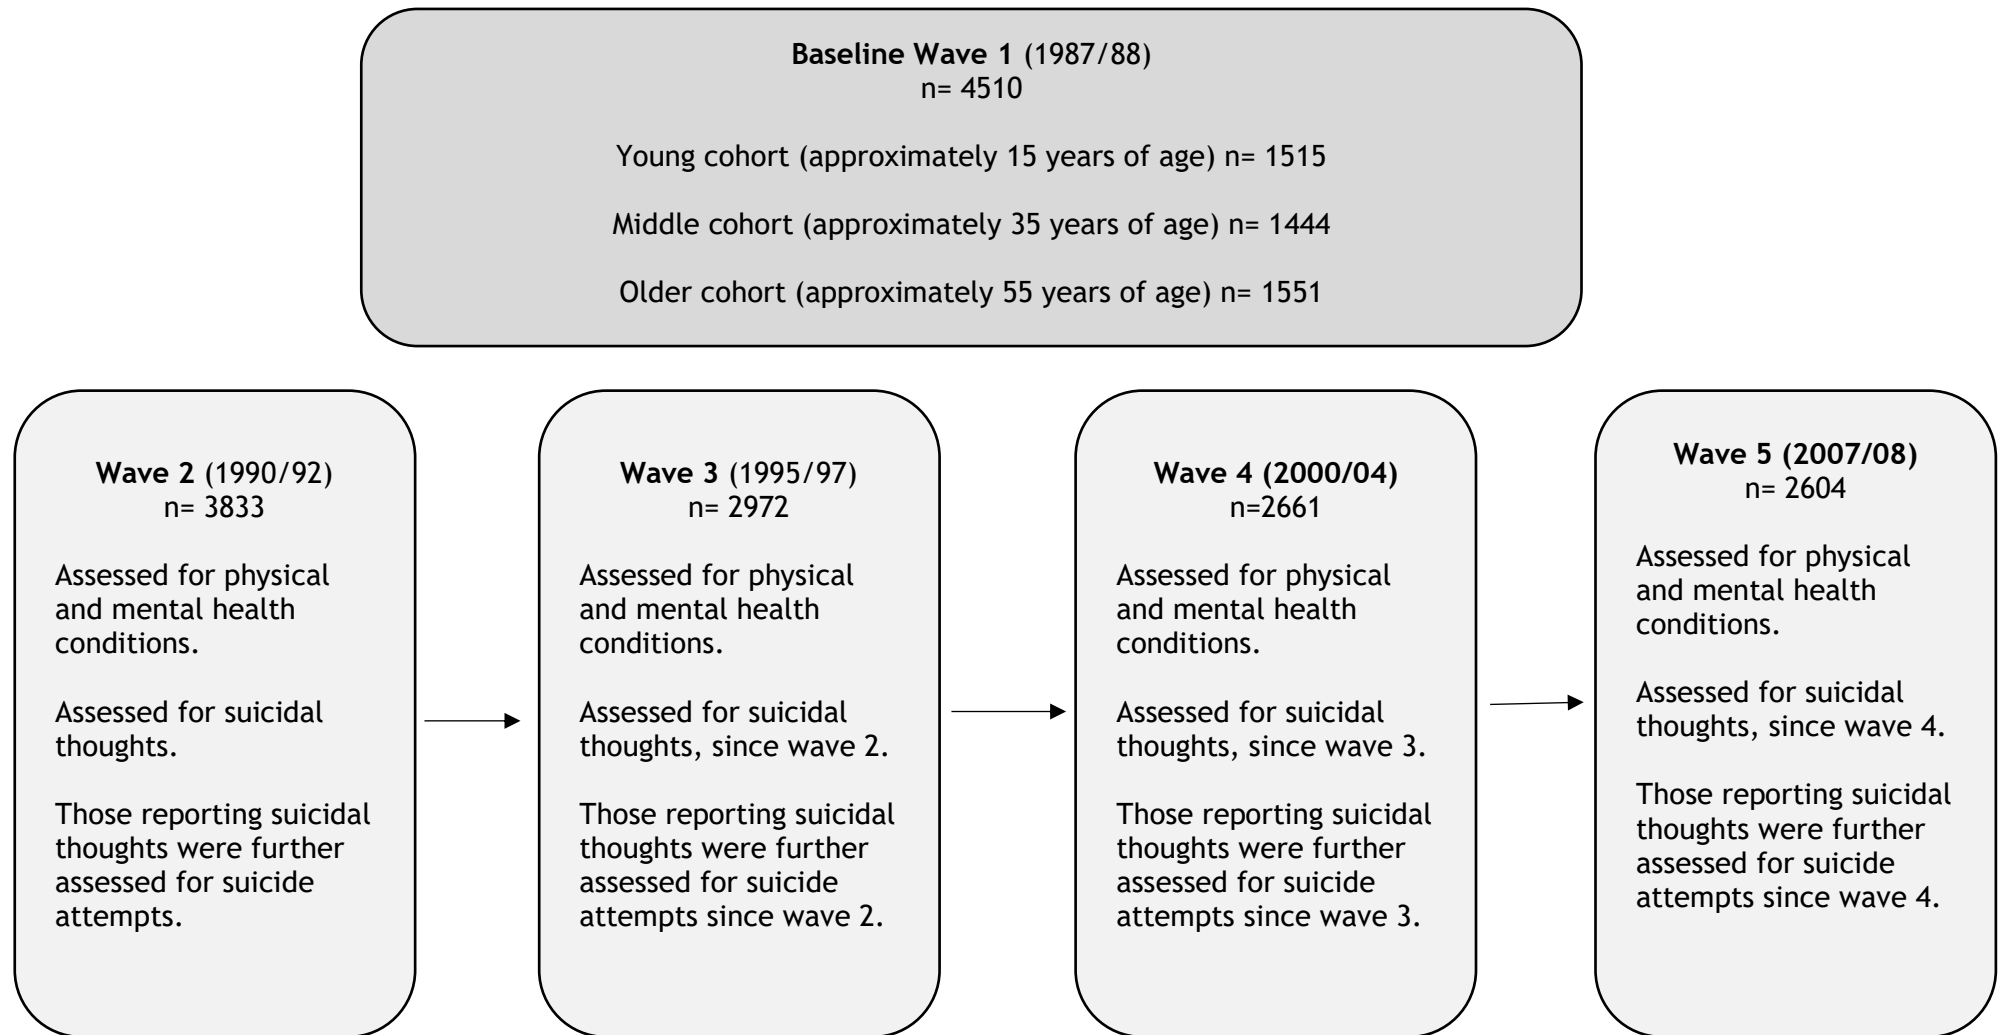 Baseline Wave 1 (1987/88)
n= 4510
Young cohort (approximately 15 years of age) n= 1515
Middle cohort (approximately 35 years of age) n= 1444
Older cohort (approximately 55 years of age) n= 1551
Wave 2 (1990/92)
n= 3833
Assessed for physical
and mental health
conditions.
Assessed for suicidal
thoughts.
Those reporting suicidal
thoughts were further
assessed for suicide
attempts.
Wave 3 (1995/97)
n= 2972
Assessed for physical
and mental health
conditions.
Assessed for suicidal
thoughts, since wave 2.
Those reporting suicidal
thoughts were further
assessed for suicide
attempts since wave 2.
Wave 4 (2000/04)
n=2661
Assessed for physical
and mental health
conditions.
Assessed for suicidal
thoughts, since wave 3.
Those reporting suicidal
thoughts were further
assessed for suicide
attempts since wave 3.
Wave 5 (2007/08)
n= 2604
Assessed for physical
and mental health
conditions.
Assessed for suicidal
thoughts, since wave 4.
Those reporting suicidal
thoughts were further
assessed for suicide
attempts since wave 4.